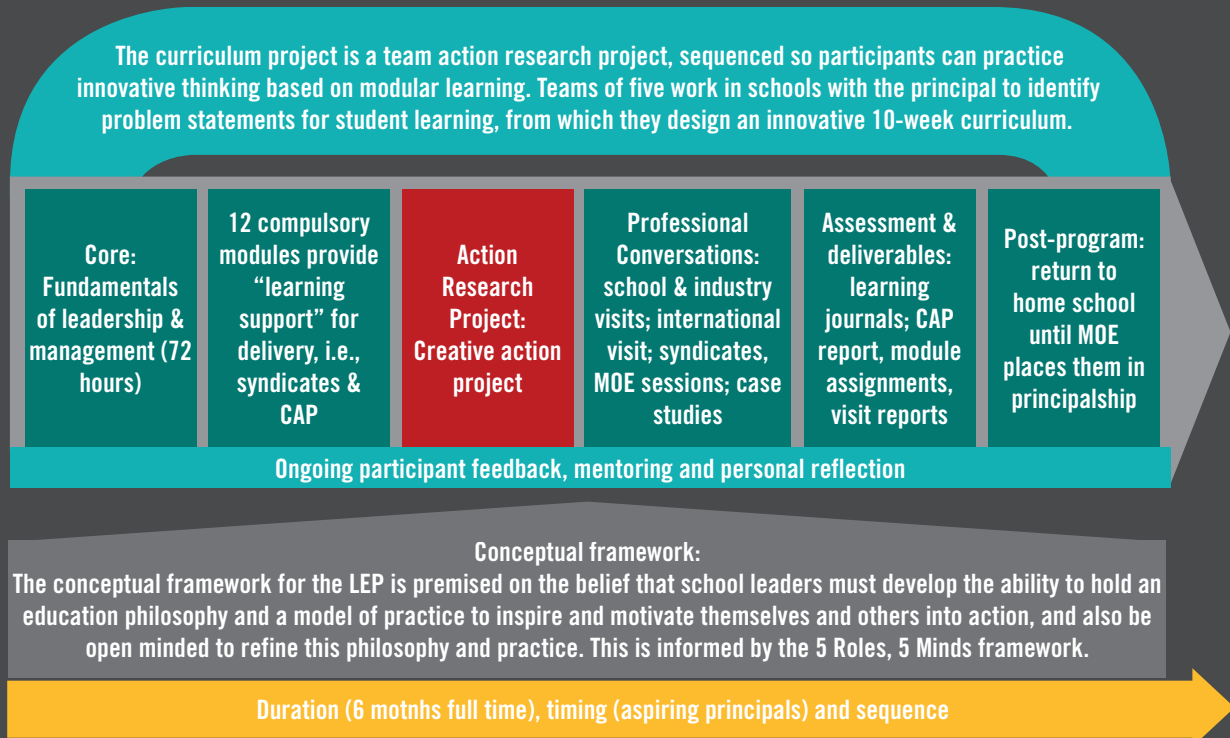 The curriculum project is a team action research project, sequenced so participants can practice
innovative thinking based on modular learning. Teams of five work in schools with the principal to identify
problem statements for student learning, from which they design an innovative 10-week curriculum.
Core:
Fundamentals
of leadership &
management (72
hours)
12 compulsory
modules provide
“learning
support” for
delivery, i.e.,
syndicates &
CAP
Action
Research
Project:
Creative action
project
Professional
Conversations:
school & industry
visits; international
visit; syndicates,
MOE sessions; case
studies
Assessment &
deliverables:
learning
journals; CAP
report, module
assignments,
visit reports
Post-program:
return to
home school
until MOE
places them in
principalship
Ongoing participant feedback, mentoring and personal reflection
Conceptual framework:
The conceptual framework for the LEP is premised on the belief that school leaders must develop the ability to hold an
education philosophy and a model of practice to inspire and motivate themselves and others into action, and also be
open minded to refine this philosophy and practice. This is informed by the 5 Roles, 5 Minds framework.
Duration (6 motnhs full time), timing (aspiring principals) and sequence